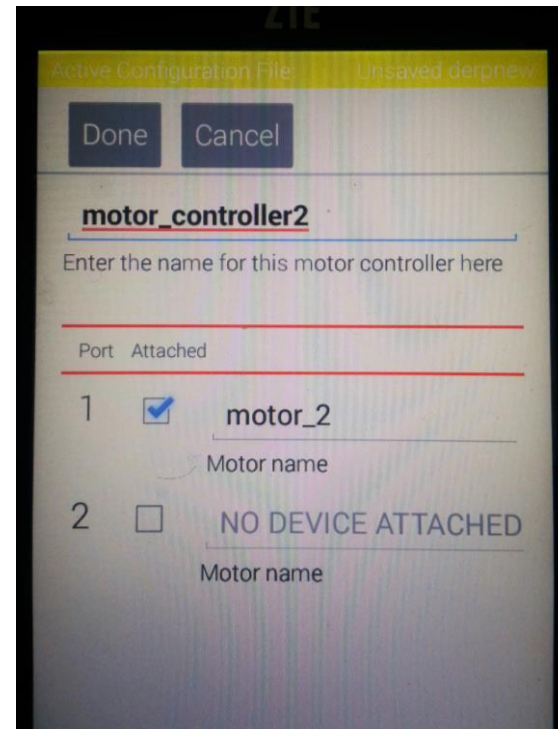 ZTE
Active Configuration File: Unsaved derpnew
Done Cancel
motor_controller2
Enter the name for this motor controller here
Port Attached
1 motor_2
Motor name
2 NO DEVICE ATTACHED
Motor name